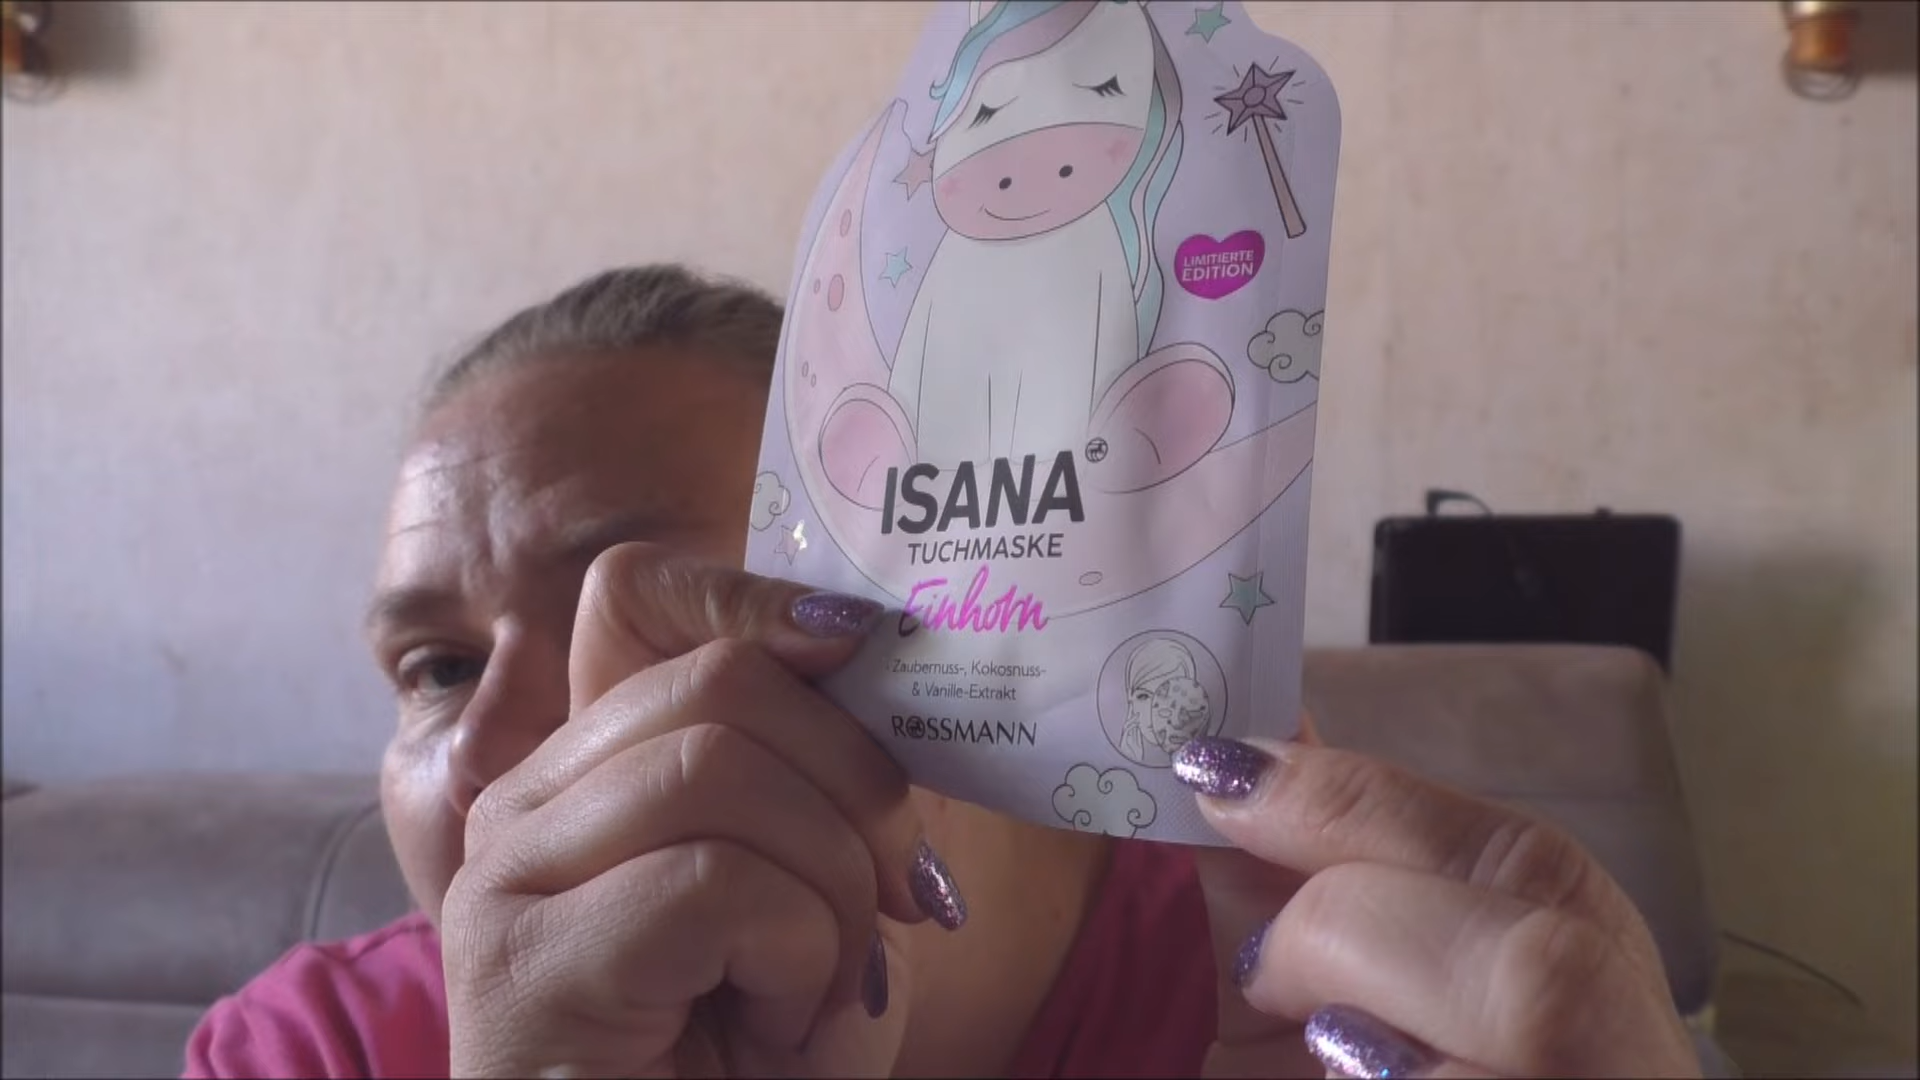 LIMITIERTE
EDITION
ISANA
TUCHMASKE
Einhorn
Zaubernuss-, Kokosnuss-
& Vanille-Extrakt
ROSSMANN